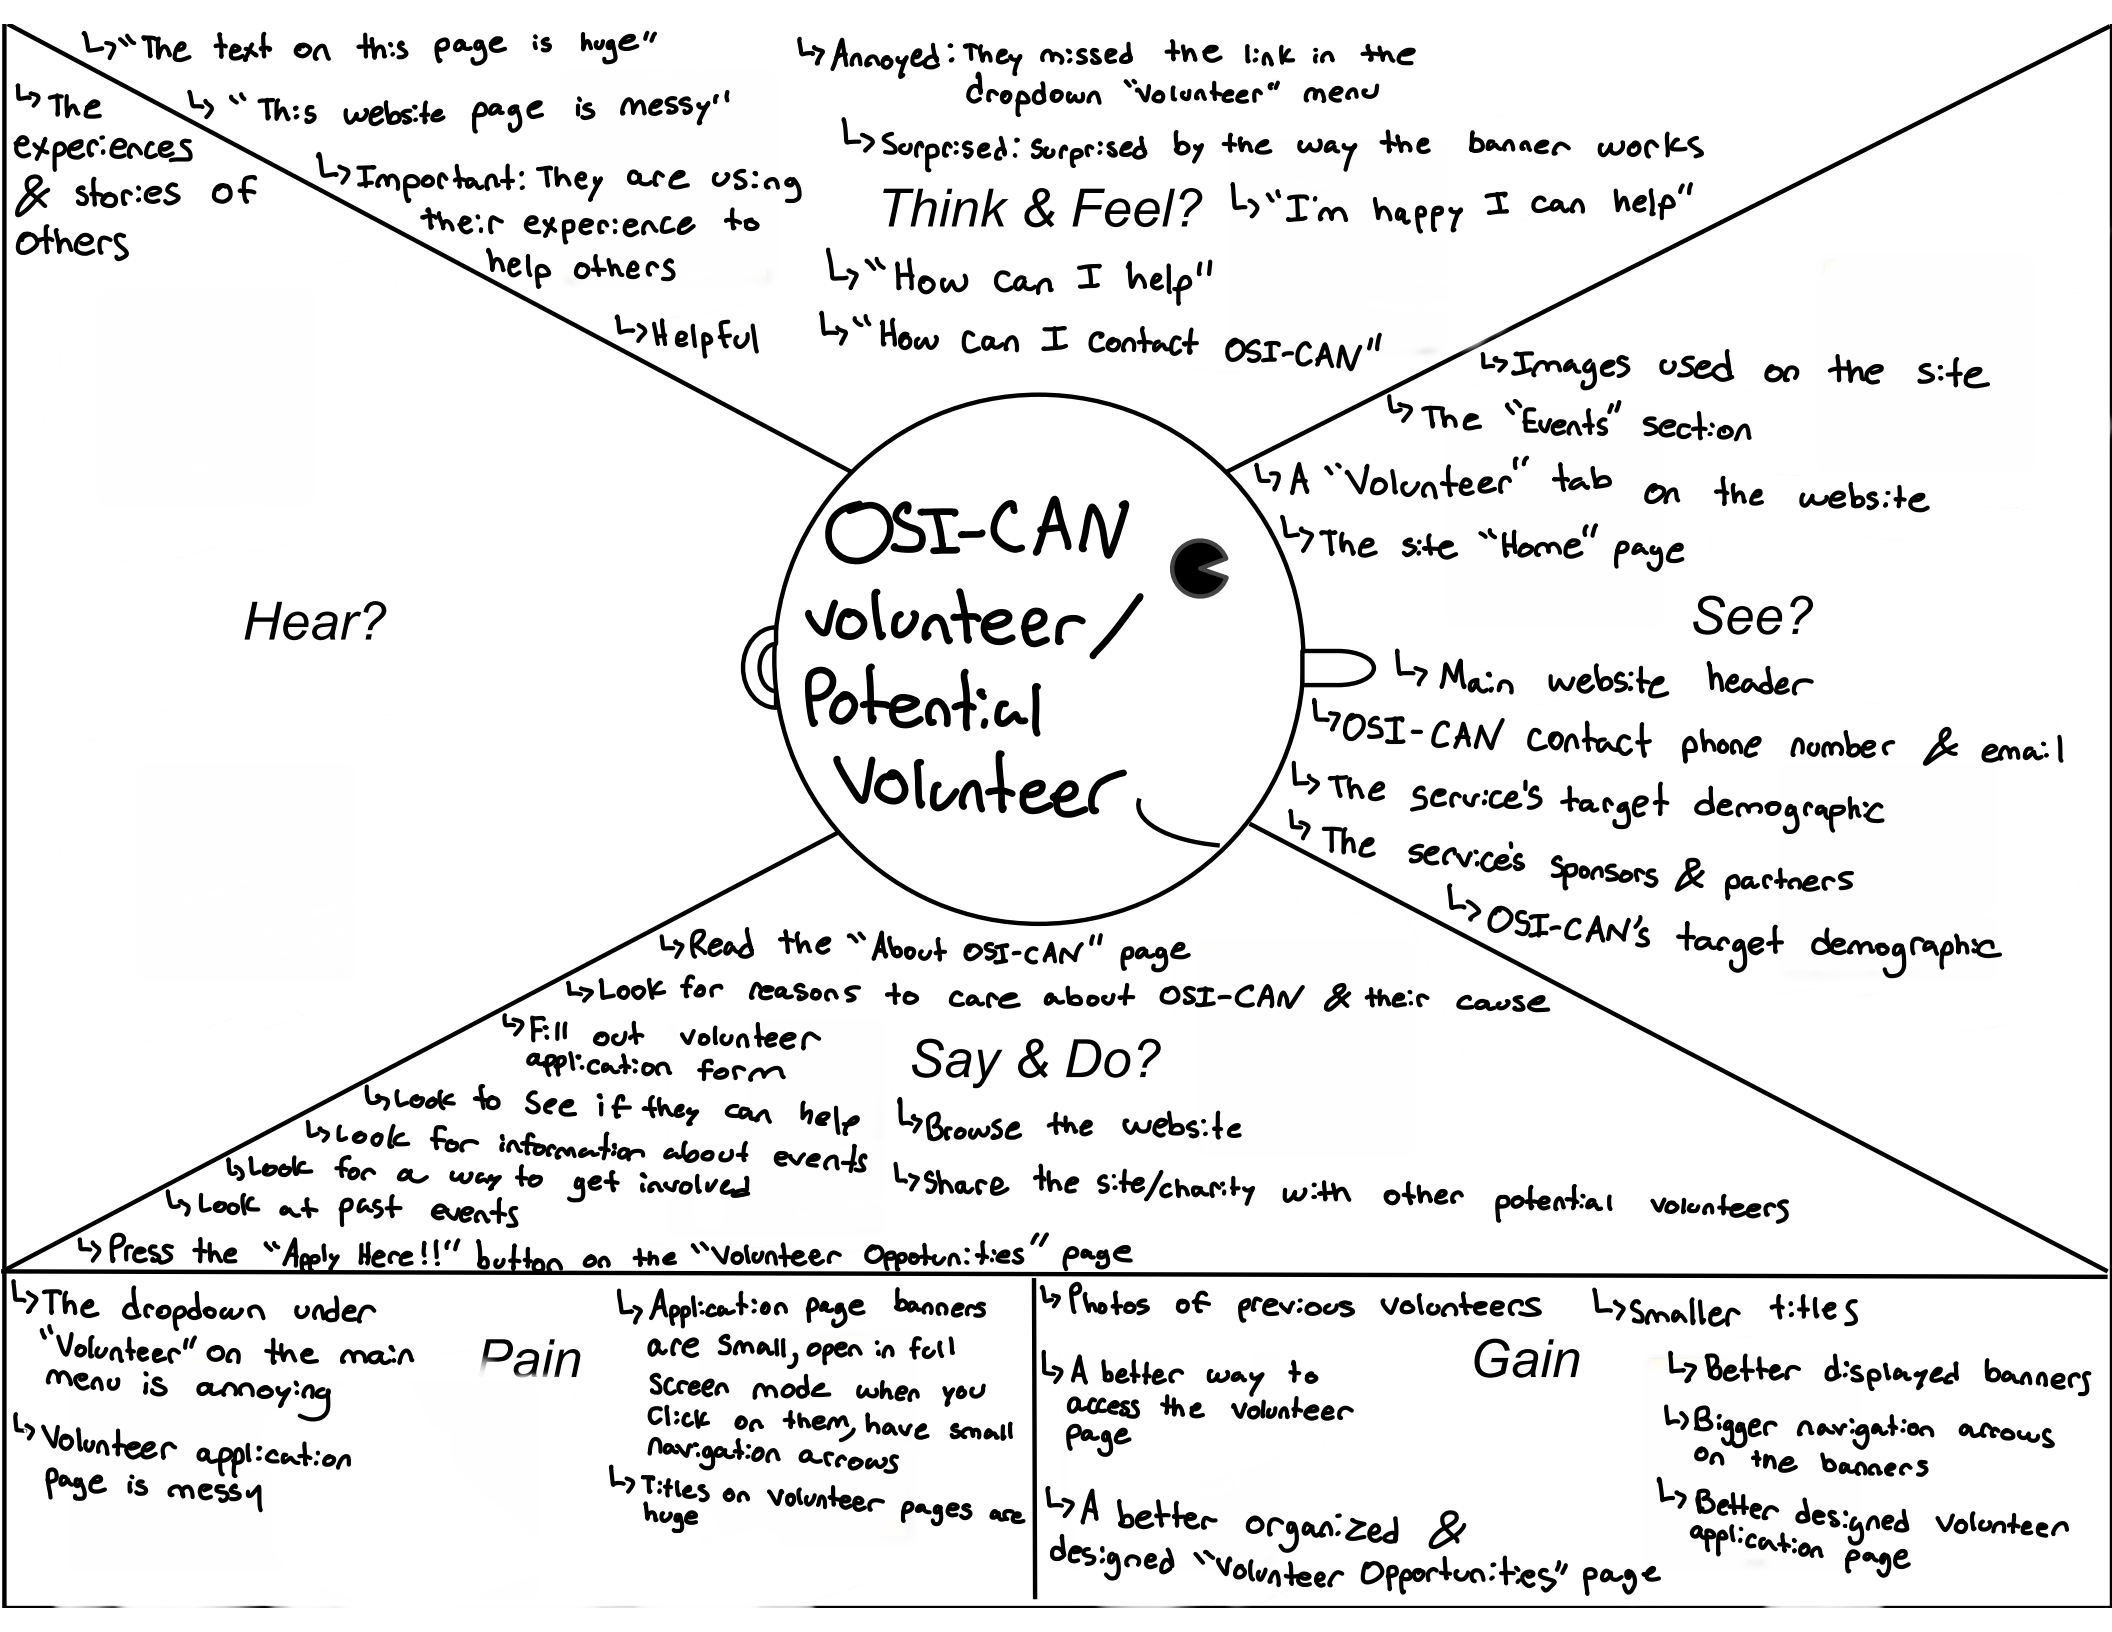 ↳"The text on this page is huge"
↳"This website page is messy"
↳Important: They are using
their experience to
help others
↳Helpful
↳Annoyed: They missed the link in the
dropdown "Volunteer" menu
↳Surprised: Surprised by the way the banner works
Think & Feel?
↳"I'm happy I can help"
↳"How can I help"
↳"How can I contact OSI-CAN"
↳The
experiences
& stories of
others
Hear?
OSI-CAN
volunteer/
Potential
Volunteer
↳Images used on the site
↳The "Events" section
↳A "Volunteer" tab on the website
↳The site "Home" page
See?
↳Main website header
↳OSI-CAN contact phone number & email
↳The service's target demographic
↳The service's sponsors & partners
↳OSI-CAN's target demographic
↳Read the "About OSI-CAN" page
↳Look for reasons to care about OSI-CAN & their cause
↳Fill out volunteer
application form
Say & Do?
↳Look to see if they can help
↳Look for information about events
↳Look for a way to get involved
↳Look at past events
↳Press the "Apply Here!!" button on the "Volunteer Oppotunities" page
↳Browse the website
↳Share the site/charity with other potential volunteers
↳The dropdown under
"Volunteer" on the main
menu is annoying
↳Volunteer application
page is messy
Pain
↳Application page banners
are small, open in full
screen mode when you
click on them, have small
navigation arrows
↳Titles on volunteer pages are
huge
↳Photos of previous volunteers
↳A better way to
access the volunteer
page
↳A better organized &
designed "Volunteer Opportunities" page
Gain
↳Smaller titles
↳Better displayed banners
↳Bigger navigation arrows
on the banners
↳Better designed volunteer
application page